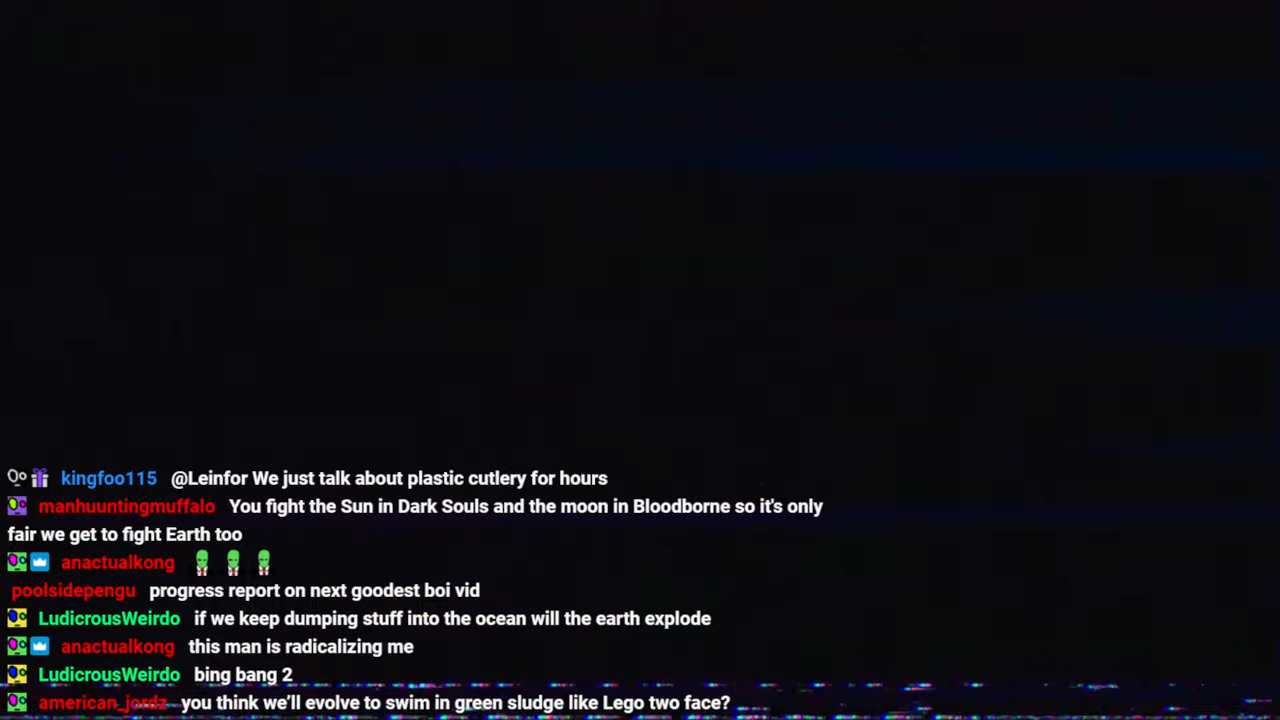 kingfoo115 @Leinfor We just talk about plastic cutlery for hours
manhuuntingmuffalo You fight the Sun in Dark Souls and the moon in Bloodborne so it's only
fair we get to fight Earth too
anactualkong
poolsidepengu progress report on next goodest boi vid
LudicrousWeirdo if we keep dumping stuff into the ocean will the earth explode
anactualkong this man is radicalizing me
LudicrousWeirdo bing bang 2
american_jordz you think we’ll evolve to swim in green sludge like Lego two face?